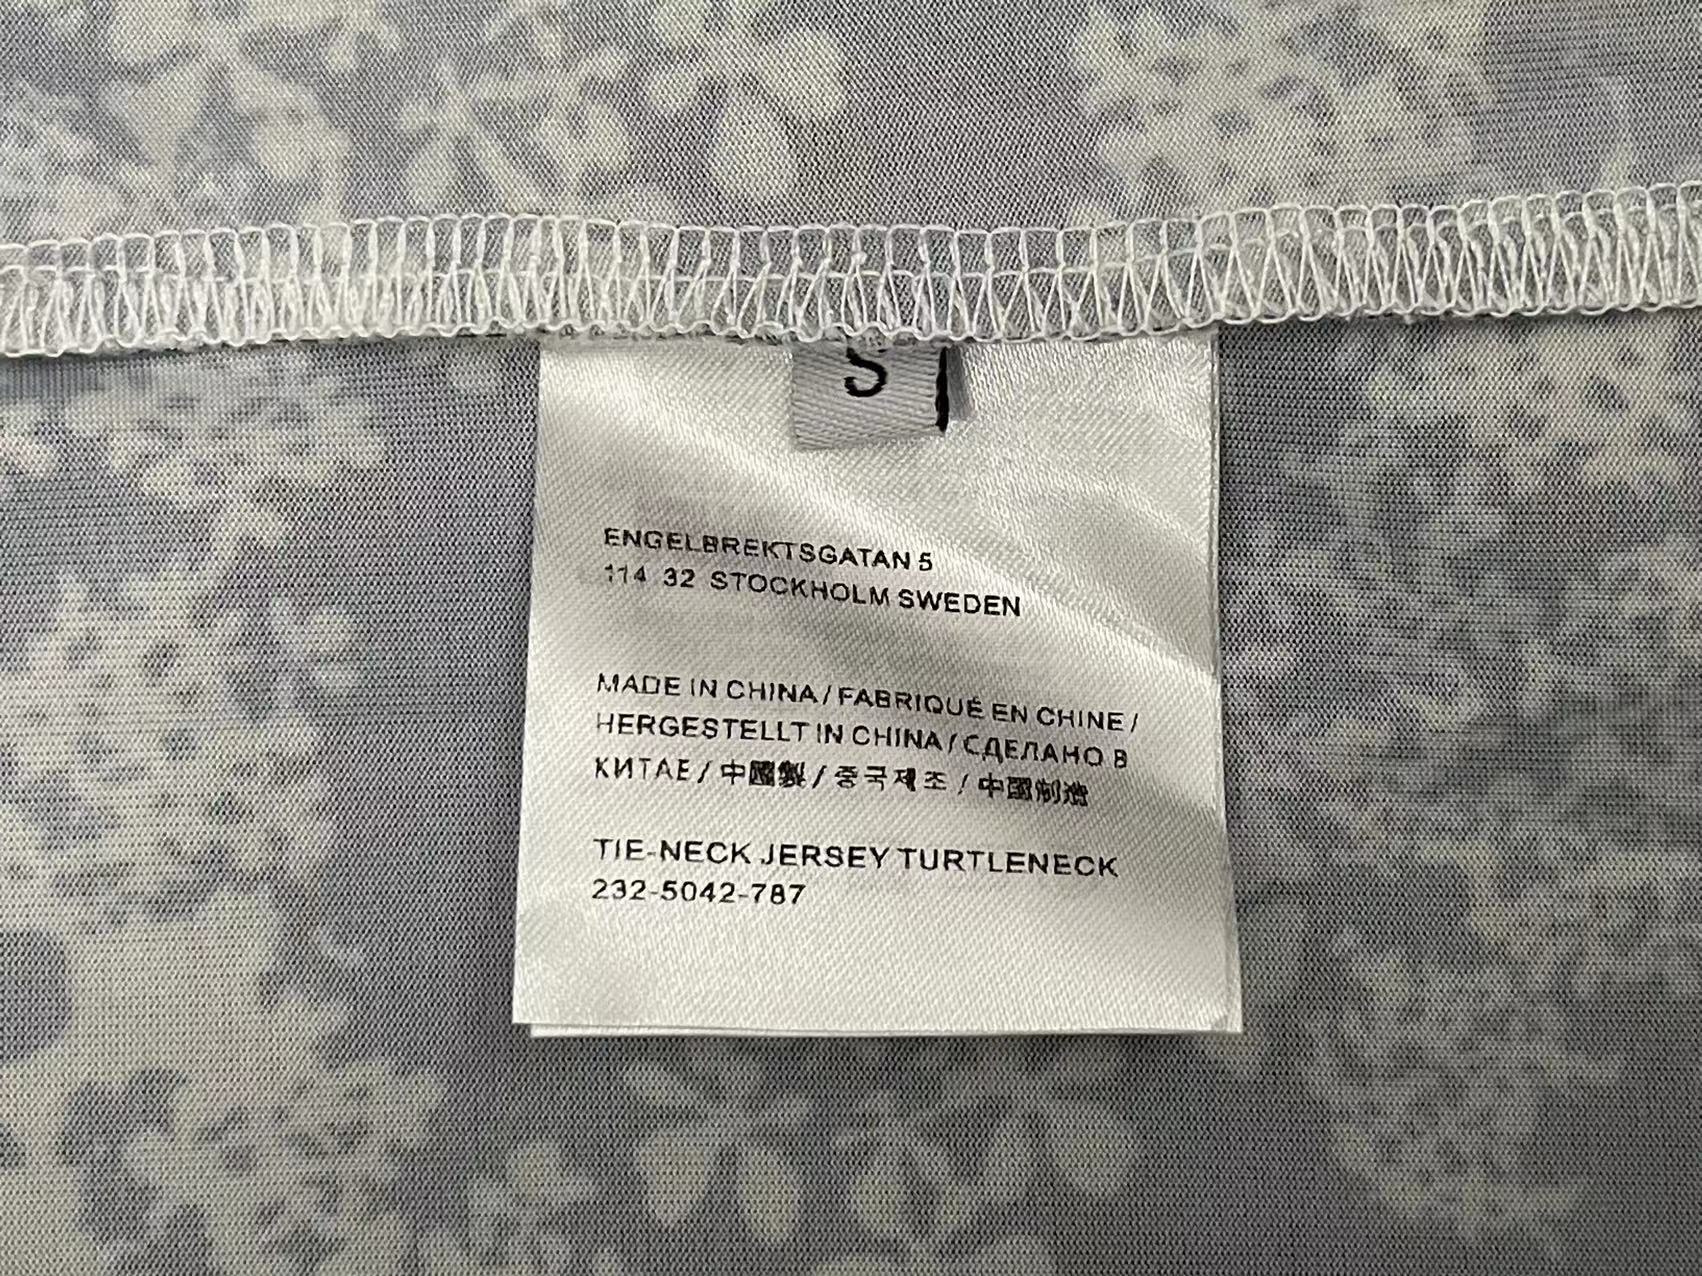 S
ENGELBREKTSGATAN 5
114 32 STOCKHOLM SWEDEN
MADE IN CHINA / FABRIQUÉ EN CHINE /
HERGESTELLT IN CHINA / СДЕЛАНО В
КИТАЕ / 中國製 / 중국제조 / 中国制造
TIE-NECK JERSEY TURTLENECK
232-5042-787